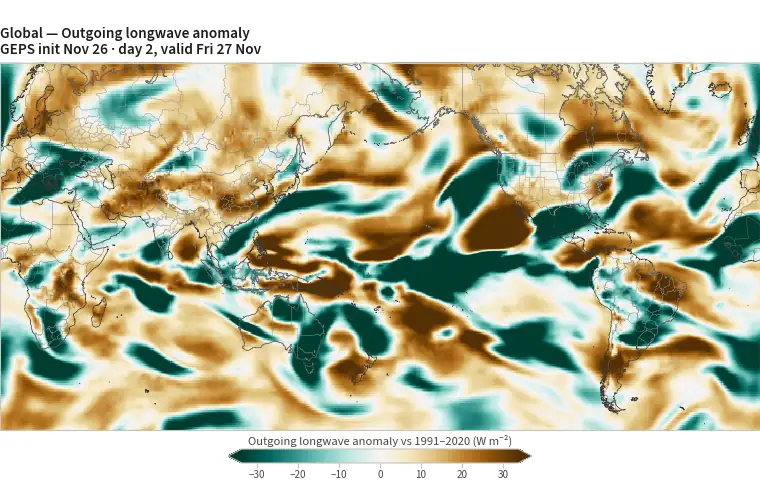 Global — Outgoing longwave anomaly
GEPS init Nov 26 · day 2, valid Fri 27 Nov
Outgoing longwave anomaly vs 1991–2020 (W m⁻²)
−30 −20 −10 0 10 20 30